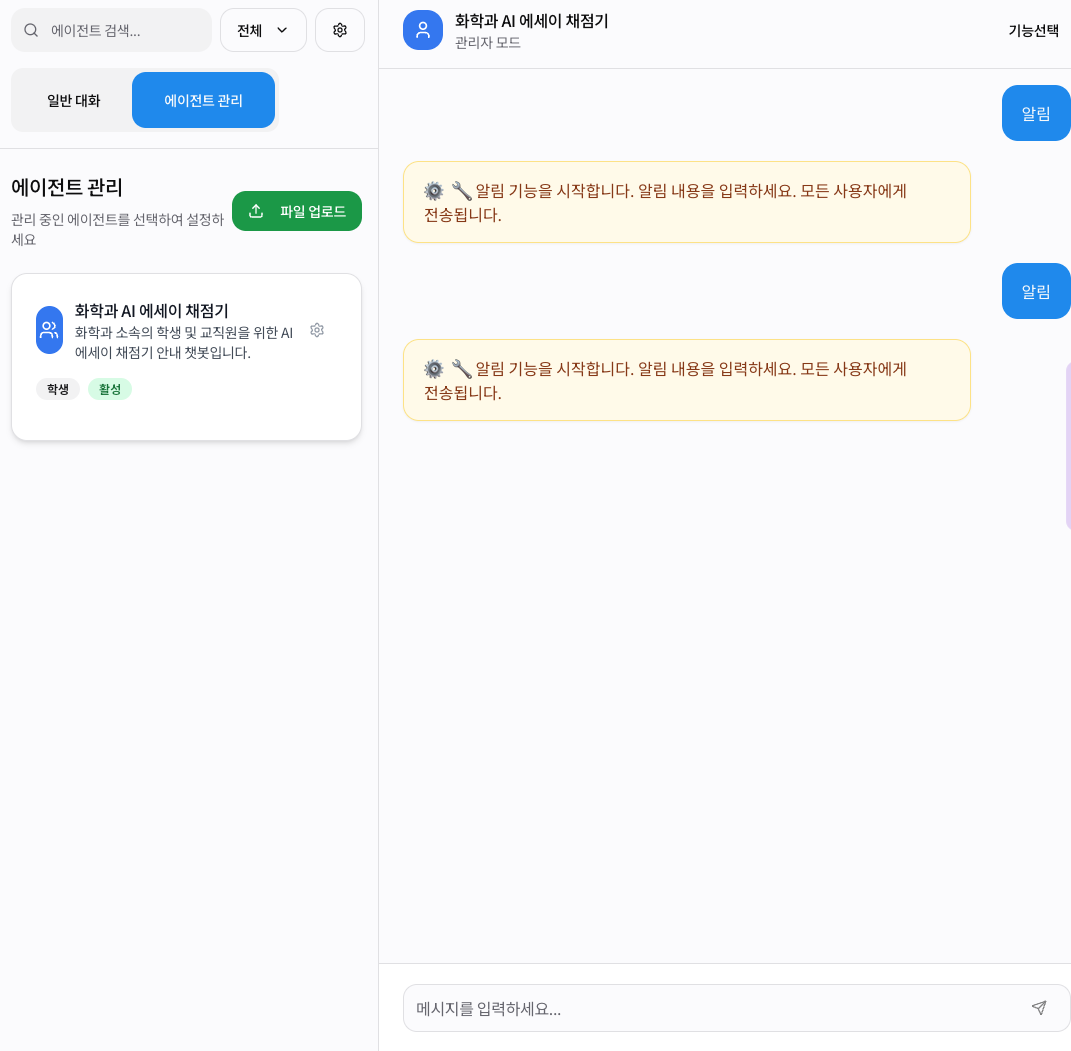 에이전트 검색...
전체
일반 대화
에이전트 관리
에이전트 관리
관리 중인 에이전트를 선택하여 설정하
세요
파일 업로드
화학과 AI 에세이 채점기
화학과 소속의 학생 및 교직원을 위한 AI
에세이 채점기 안내 챗봇입니다.
학생
활성
화학과 AI 에세이 채점기
관리자 모드
기능선택
알림
⚙️ 🔧 알림 기능을 시작합니다. 알림 내용을 입력하세요. 모든 사용자에게
전송됩니다.
알림
⚙️ 🔧 알림 기능을 시작합니다. 알림 내용을 입력하세요. 모든 사용자에게
전송됩니다.
메시지를 입력하세요...